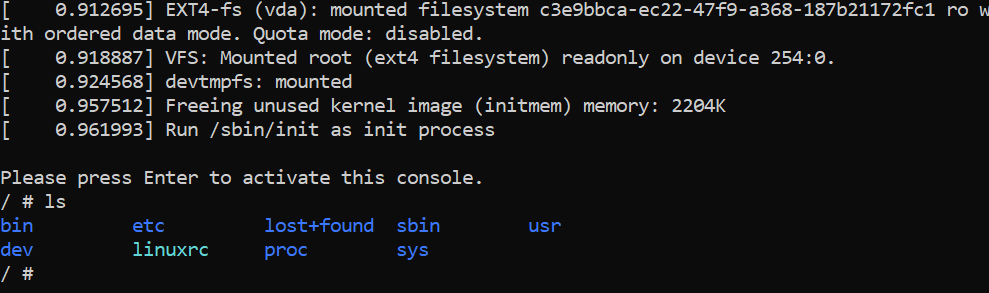 [    0.912695] EXT4-fs (vda): mounted filesystem c3e9bbca-ec22-47f9-a368-187b21172fc1 ro w
ith ordered data mode. Quota mode: disabled.
[    0.918887] VFS: Mounted root (ext4 filesystem) readonly on device 254:0.
[    0.924568] devtmpfs: mounted
[    0.957512] Freeing unused kernel image (initmem) memory: 2204K
[    0.961993] Run /sbin/init as init process
Please press Enter to activate this console.
/ # ls
bin         etc         lost+found  sbin        usr
dev         linuxrc     proc        sys
/ #